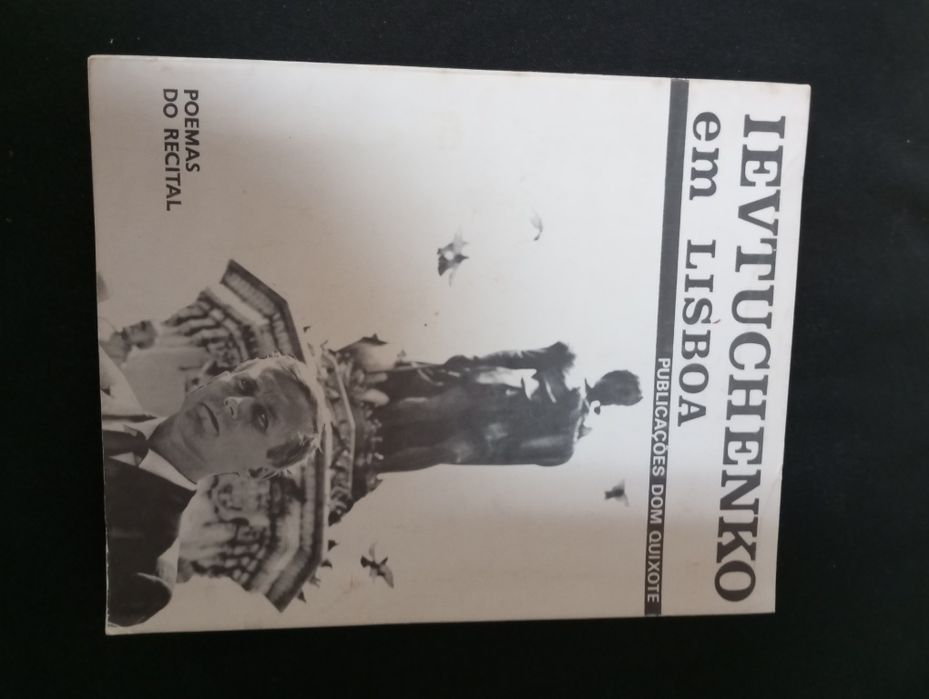 IEVTUCHENKO
em LISBOA
PUBLICAÇÕES DOM QUIXOTE
POEMAS
DO RECITAL